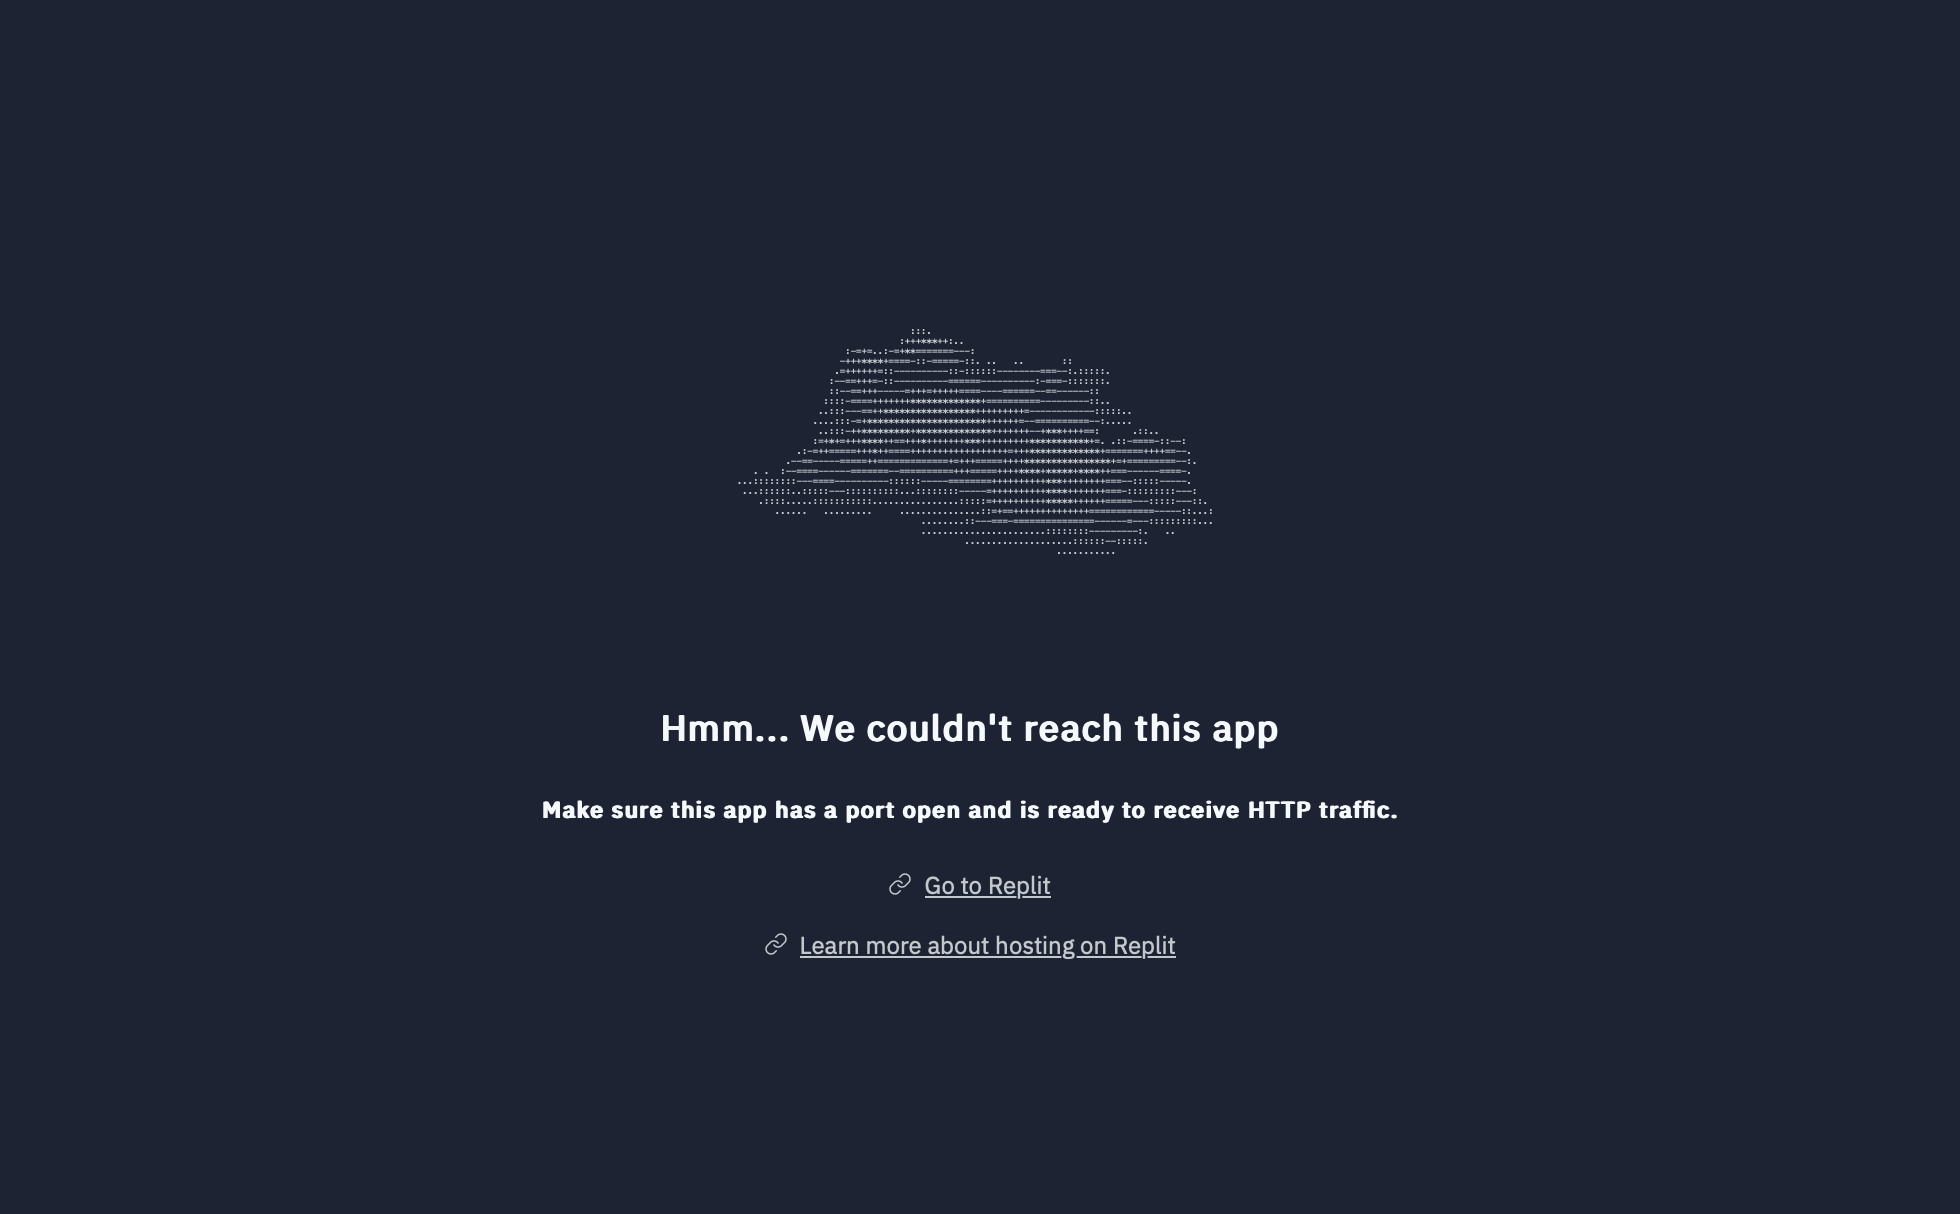 Hmm... We couldn't reach this app
Make sure this app has a port open and is ready to receive HTTP traffic.
Go to Replit
Learn more about hosting on Replit